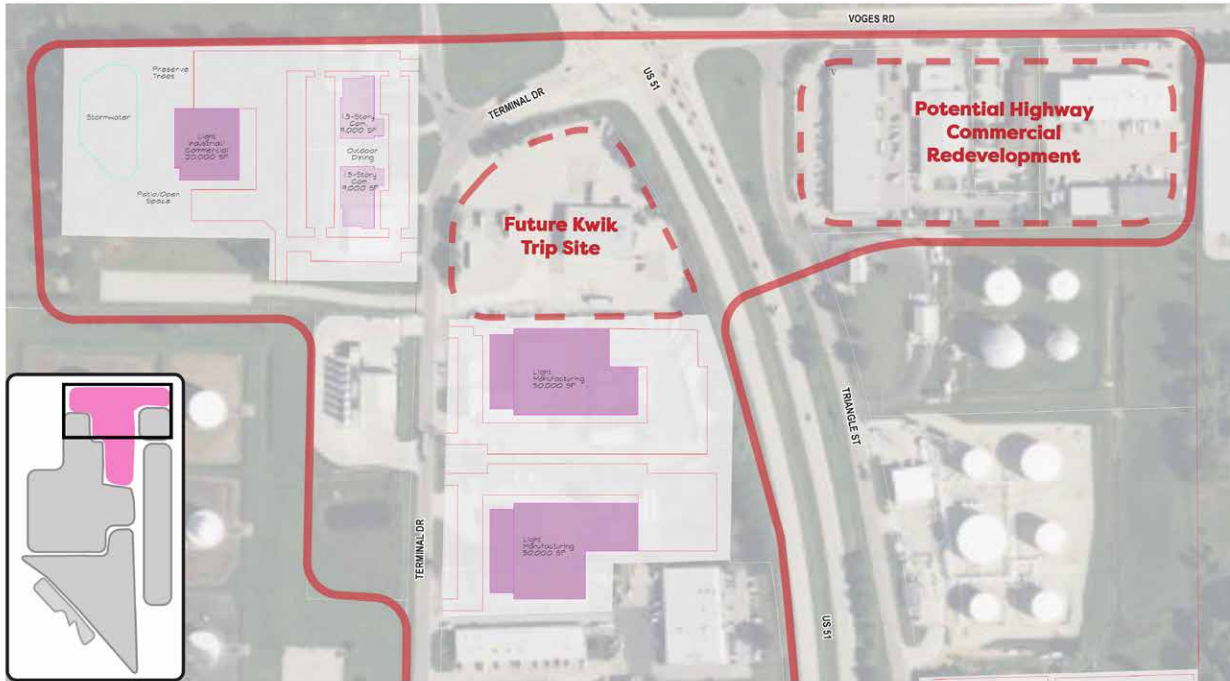 VOGES RD
Preserve
Trees
Stormwater
Light
Industrial/
Commercial
20,000 SF
Patio/Open
Space
1.5-Story
Com.
9,000 SF
Outdoor
Dining
1.5-Story
Com.
9,000 SF
TERMINAL DR
US 51
Potential Highway
Commercial
Redevelopment
Future Kwik
Trip Site
Light
Manufacturing
50,000 SF
TRIANGLE ST
Light
Manufacturing
50,000 SF
TERMINAL DR
US 51